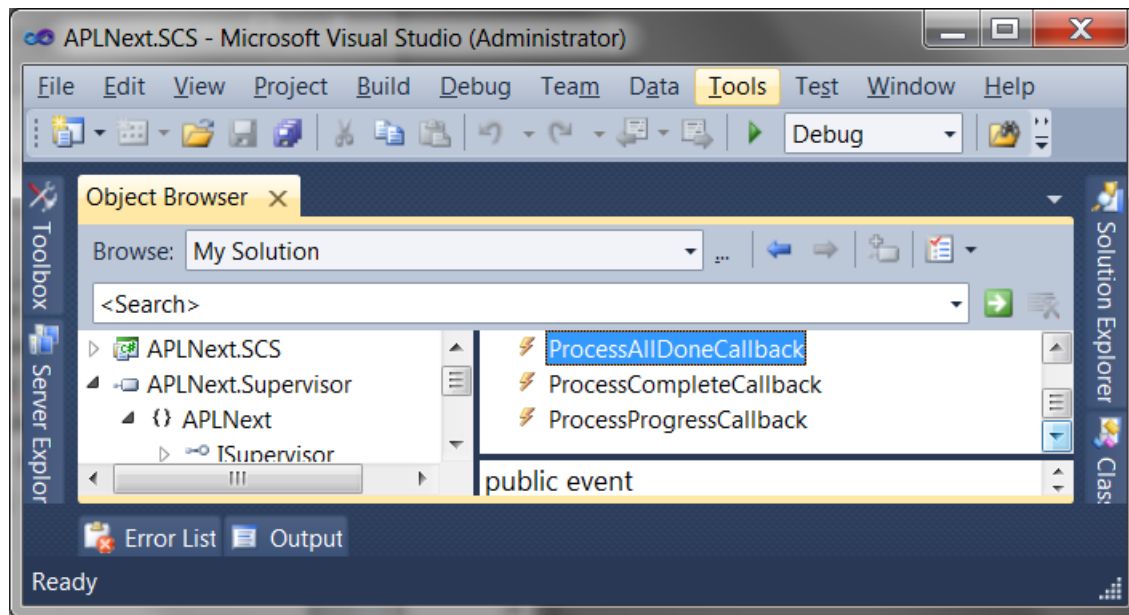 APLNext.SCS - Microsoft Visual Studio (Administrator)
File Edit View Project Build Debug Team Data Tools Test Window Help
Debug
Object Browser
Browse: My Solution
...
<Search>
APLNext.SCS
APLNext.Supervisor
{} APLNext
ISupervisor
ProcessAllDoneCallback
ProcessCompleteCallback
ProcessProgressCallback
public event
Toolbox
Server Explor
Solution Explorer
Clas
Error List Output
Ready